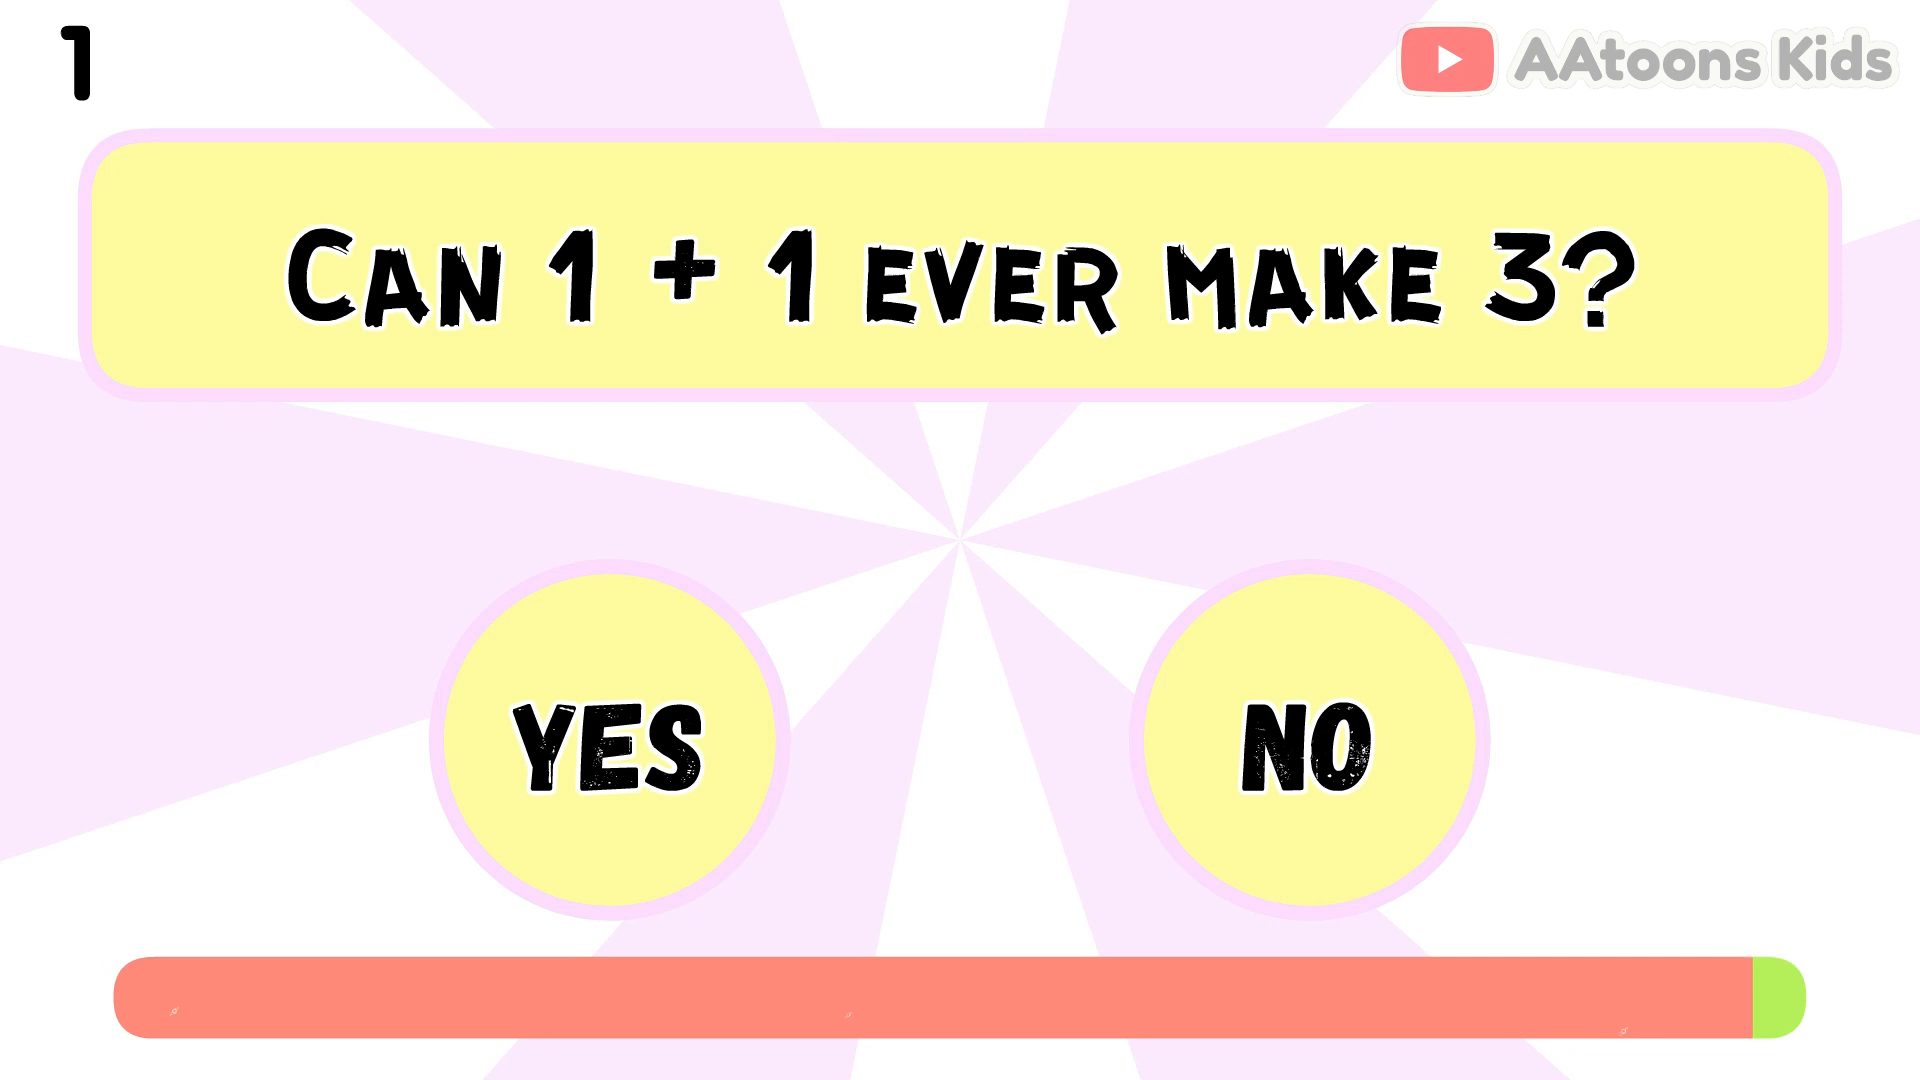 1
AAtoons Kids
Can 1 + 1 ever make 3?
YES
NO